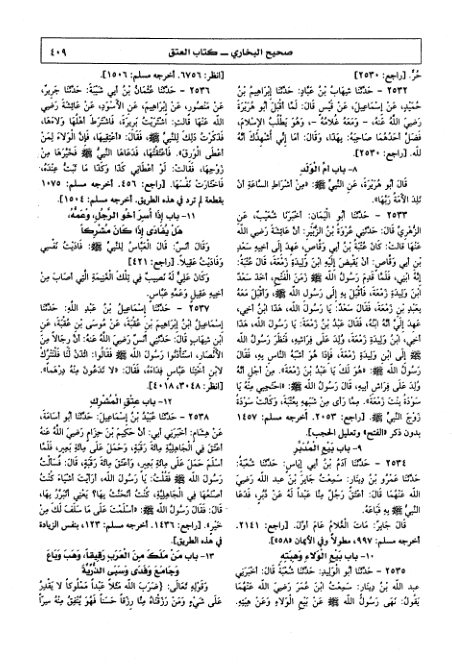 صحيح البخاري ــ كتاب العتق
٤٠٩
حُرٌّ. [راجع: ٢٥٣٠]
٢٥٣٢ - حَدَّثَنَا شِهَابُ بْنُ عَبَّادٍ: حَدَّثَنَا إِبْرَاهِيمُ بْنُ
حُمَيْدٍ، عَنْ إِسْمَاعِيلَ، عَنْ قَيْسٍ قَالَ: لَمَّا أَقْبَلَ أَبُو هُرَيْرَةَ
رَضِيَ اللَّهُ عَنْهُ - وَمَعَهُ غُلَامُهُ -، وَهُوَ يَطْلُبُ الْإِسْلَامَ،
فَضَلَّ أَحَدُهُمَا صَاحِبَهُ: بِهَذَا، وَقَالَ: أَمَا إِنِّي أُشْهِدُكَ أَنَّهُ
لِلَّهِ. [راجع: ٢٥٣٠]
٨- باب أُمِّ الْوَلَدِ
قَالَ أَبُو هُرَيْرَةَ، عَنِ النَّبِيِّ ﷺ: «مِنْ أَشْرَاطِ السَّاعَةِ أَنْ
تَلِدَ الْأَمَةُ رَبَّهَا».
٢٥٣٣ - حَدَّثَنَا أَبُو الْيَمَانِ: أَخْبَرَنَا شُعَيْبٌ، عَنِ
الزُّهْرِيِّ قَالَ: حَدَّثَنِي عُرْوَةُ بْنُ الزُّبَيْرِ: أَنَّ عَائِشَةَ رَضِيَ اللَّهُ
عَنْهَا قَالَتْ: كَانَ عُتْبَةُ بْنُ أَبِي وَقَّاصٍ، عَهِدَ إِلَى أَخِيهِ سَعْدِ
بْنِ أَبِي وَقَّاصٍ: أَنْ يَقْبِضَ إِلَيْهِ ابْنَ وَلِيدَةِ زَمْعَةَ، قَالَ عُتْبَةُ:
إِنَّهُ ابْنِي، فَلَمَّا قَدِمَ رَسُولُ اللَّهِ ﷺ زَمَنَ الْفَتْحِ، أَخَذَ سَعْدٌ
ابْنَ وَلِيدَةِ زَمْعَةَ، فَأَقْبَلَ بِهِ إِلَى رَسُولِ اللَّهِ ﷺ، وَأَقْبَلَ مَعَهُ
بِعَبْدِ بْنِ زَمْعَةَ، فَقَالَ سَعْدٌ: يَا رَسُولَ اللَّهِ، هَذَا ابْنُ أَخِي،
عَهِدَ إِلَيَّ أَنَّهُ ابْنُهُ. فَقَالَ عَبْدُ بْنُ زَمْعَةَ: يَا رَسُولَ اللَّهِ، هَذَا
أَخِي، ابْنُ وَلِيدَةِ زَمْعَةَ، وُلِدَ عَلَى فِرَاشِهِ، فَنَظَرَ رَسُولُ اللَّهِ
ﷺ إِلَى ابْنِ وَلِيدَةِ زَمْعَةَ، فَإِذَا هُوَ أَشْبَهُ النَّاسِ بِهِ، فَقَالَ
رَسُولُ اللَّهِ ﷺ: «هُوَ لَكَ يَا عَبْدُ بْنَ زَمْعَةَ». مِنْ أَجْلِ أَنَّهُ
وُلِدَ عَلَى فِرَاشِ أَبِيهِ، قَالَ رَسُولُ اللَّهِ ﷺ: «احْتَجِبِي مِنْهُ يَا
سَوْدَةُ بِنْتَ زَمْعَةَ». مِمَّا رَأَى مِنْ شَبَهِهِ بِعُتْبَةَ، وَكَانَتْ سَوْدَةُ
زَوْجَ النَّبِيِّ ﷺ. [راجع: ٢٠٥٣. أخرجه مسلم: ١٤٥٧
بدون ذكر «الفتح» وتعليل الحجب].
٩- باب بَيْعِ الْمُدَبَّرِ
٢٥٣٤ - حَدَّثَنَا آدَمُ بْنُ أَبِي إِيَاسٍ: حَدَّثَنَا شُعْبَةُ:
حَدَّثَنَا عَمْرُو بْنُ دِينَارٍ: سَمِعْتُ جَابِرَ بْنَ عَبْدِ اللَّهِ رَضِيَ
اللَّهُ عَنْهُمَا قَالَ: أَعْتَقَ رَجُلٌ مِنَّا عَبْداً لَهُ عَنْ دُبُرٍ، فَدَعَا
النَّبِيُّ ﷺ بِهِ فَبَاعَهُ.
قَالَ جَابِرٌ: مَاتَ الْغُلَامُ عَامَ أَوَّلَ. [راجع: ٢١٤١.
أخرجه مسلم: ٩٩٧، مطولاً وفي الأيمان ٥٨]
١٠- باب بَيْعِ الْوَلَاءِ وَهِبَتِهِ
٢٥٣٥ - حَدَّثَنَا أَبُو الْوَلِيدِ: حَدَّثَنَا شُعْبَةُ قَالَ: أَخْبَرَنِي
عَبْدُ اللَّهِ بْنُ دِينَارٍ: سَمِعْتُ ابْنَ عُمَرَ رَضِيَ اللَّهُ عَنْهُمَا
يَقُولُ: نَهَى رَسُولُ اللَّهِ ﷺ عَنْ بَيْعِ الْوَلَاءِ وَعَنْ هِبَتِهِ.
[انظر: ٦٧٥٦. أخرجه مسلم: ١٥٠٦].
٢٥٣٦ - حَدَّثَنَا عُثْمَانُ بْنُ أَبِي شَيْبَةَ: حَدَّثَنَا جَرِيرٌ،
عَنْ مَنْصُورٍ، عَنْ إِبْرَاهِيمَ، عَنِ الْأَسْوَدِ، عَنْ عَائِشَةَ رَضِيَ
اللَّهُ عَنْهَا قَالَتْ: اشْتَرَيْتُ بَرِيرَةَ، فَاشْتَرَطَ أَهْلُهَا وَلَاءَهَا،
فَذَكَرْتُ ذَلِكَ لِلنَّبِيِّ ﷺ، فَقَالَ: «أَعْتِقِيهَا، فَإِنَّ الْوَلَاءَ لِمَنْ
أَعْطَى الْوَرِقَ». فَأَعْتَقْتُهَا، فَدَعَاهَا النَّبِيُّ ﷺ فَخَيَّرَهَا مِنْ
زَوْجِهَا، فَقَالَتْ: لَوْ أَعْطَانِي كَذَا وَكَذَا مَا ثَبَتُّ عِنْدَهُ،
فَاخْتَارَتْ نَفْسَهَا. [راجع: ٤٥٦. أخرجه مسلم: ١٠٧٥
بقطعة لم ترد في هذه الطريق. أخرجه مسلم: ١٥٠٤]
١١- باب إِذَا أُسِرَ أَخُو الرَّجُلِ، وَعَمُّهُ،
هَلْ يُفَادَى إِذَا كَانَ مُشْرِكاً
وَقَالَ أَنَسٌ: قَالَ الْعَبَّاسُ لِلنَّبِيِّ ﷺ: فَادَيْتُ نَفْسِي
وَفَادَيْتُ عَقِيلاً. [راجع: ٤٢١]
وَكَانَ عَلِيٌّ لَهُ نَصِيبٌ فِي تِلْكَ الْغَنِيمَةِ الَّتِي أَصَابَ مِنْ
أَخِيهِ عَقِيلٍ وَعَمِّهِ عَبَّاسٍ.
٢٥٣٧ - حَدَّثَنَا إِسْمَاعِيلُ بْنُ عَبْدِ اللَّهِ: حَدَّثَنَا
إِسْمَاعِيلُ ابْنُ إِبْرَاهِيمَ بْنِ عُقْبَةَ، عَنْ مُوسَى بْنِ عُقْبَةَ، عَنِ
ابْنِ شِهَابٍ قَالَ: حَدَّثَنِي أَنَسٌ رَضِيَ اللَّهُ عَنْهُ: أَنَّ رِجَالاً مِنَ
الْأَنْصَارِ، اسْتَأْذَنُوا رَسُولَ اللَّهِ ﷺ فَقَالُوا: ائْذَنْ لَنَا فَلْنَتْرُكْ
لِابْنِ أُخْتِنَا عَبَّاسٍ فِدَاءَهُ، فَقَالَ: «لَا تَدَعُونَ مِنْهُ دِرْهَماً».
[انظر: ٣٠٤٨، ٤٠١٨].
١٢- باب عِتْقِ الْمُشْرِكِ
٢٥٣٨ - حَدَّثَنَا عُبَيْدُ بْنُ إِسْمَاعِيلَ: حَدَّثَنَا أَبُو أُسَامَةَ،
عَنْ هِشَامٍ: أَخْبَرَنِي أَبِي: أَنَّ حَكِيمَ بْنَ حِزَامٍ رَضِيَ اللَّهُ عَنْهُ
أَعْتَقَ فِي الْجَاهِلِيَّةِ مِائَةَ رَقَبَةٍ، وَحَمَلَ عَلَى مِائَةِ بَعِيرٍ، فَلَمَّا
أَسْلَمَ حَمَلَ عَلَى مِائَةِ بَعِيرٍ، وَأَعْتَقَ مِائَةَ رَقَبَةٍ، قَالَ: فَسَأَلْتُ
رَسُولَ اللَّهِ ﷺ فَقُلْتُ: يَا رَسُولَ اللَّهِ، أَرَأَيْتَ أَشْيَاءَ كُنْتُ
أَصْنَعُهَا فِي الْجَاهِلِيَّةِ، كُنْتُ أَتَحَنَّثُ بِهَا؟ يَعْنِي أَتَبَرَّرُ بِهَا،
قَالَ: فَقَالَ رَسُولُ اللَّهِ ﷺ: «أَسْلَمْتَ عَلَى مَا سَلَفَ لَكَ مِنْ
خَيْرٍ». [راجع: ١٤٣٦. أخرجه مسلم: ١٢٣، بنفس الزيادة
في هذه الطريق].
١٣- باب مَنْ مَلَكَ مِنَ الْعَرَبِ رَقِيقاً، وَهَبَ وَبَاعَ
وَجَامَعَ وَفَدَى وَسَبَى الذُّرِّيَّةَ
وَقَوْلِهِ تَعَالَى: {ضَرَبَ اللَّهُ مَثَلاً عَبْداً مَمْلُوكاً لَا يَقْدِرُ
عَلَى شَيْءٍ وَمَنْ رَزَقْنَاهُ مِنَّا رِزْقاً حَسَناً فَهُوَ يُنْفِقُ مِنْهُ سِرّاً